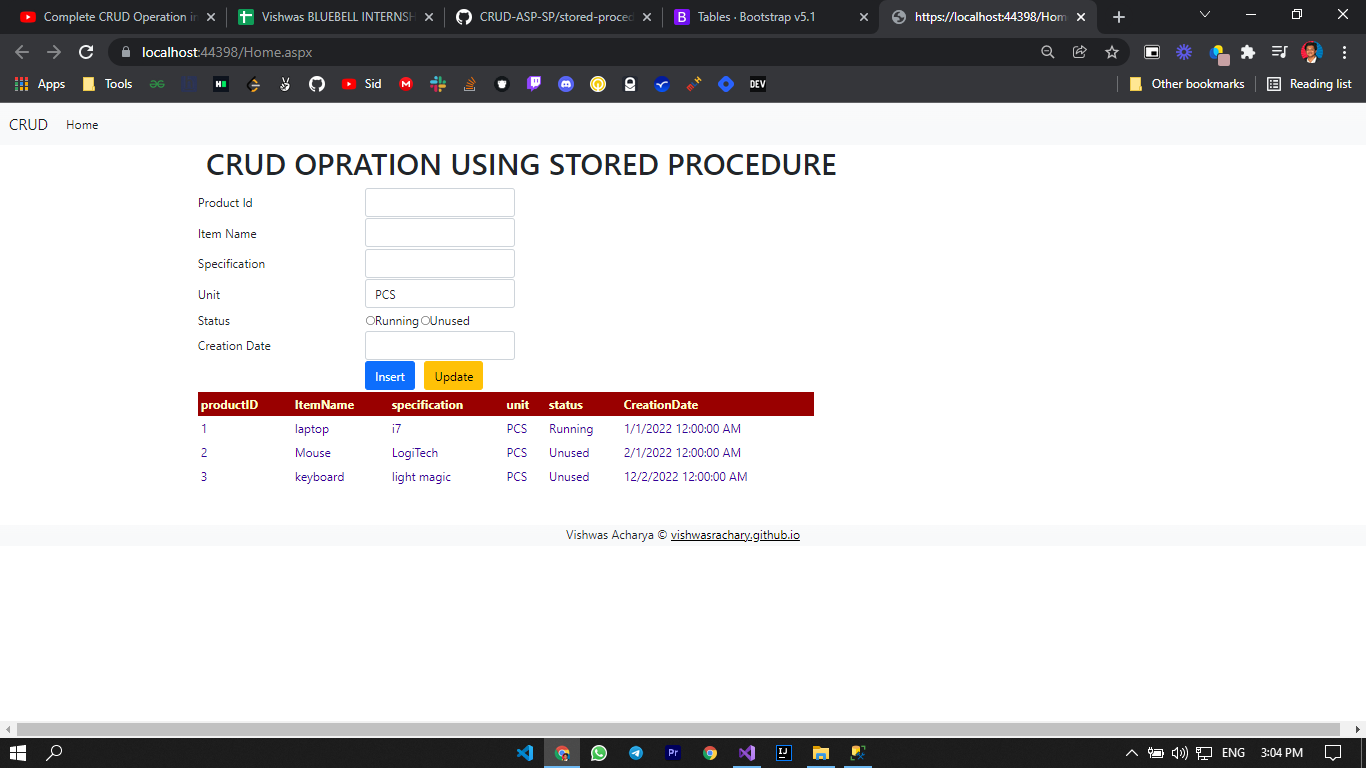 Complete CRUD Operation in
Vishwas BLUEBELL INTERNSH
CRUD-ASP-SP/stored-proced
Tables · Bootstrap v5.1
https://localhost:44398/Hom
localhost:44398/Home.aspx
Apps
Tools
Sid
DEV
Other bookmarks
Reading list
CRUD
Home
CRUD OPRATION USING STORED PROCEDURE
Product Id
Item Name
Specification
Unit PCS
Status Running Unused
Creation Date
Insert Update
productID ItemName specification unit status CreationDate
1 laptop i7 PCS Running 1/1/2022 12:00:00 AM
2 Mouse LogiTech PCS Unused 2/1/2022 12:00:00 AM
3 keyboard light magic PCS Unused 12/2/2022 12:00:00 AM
Vishwas Acharya © vishwasrachary.github.io
Pr
IJ
ENG
3:04 PM